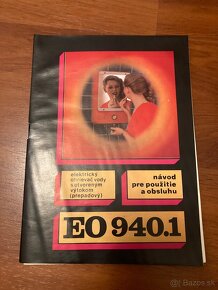 elektrický
ohrievač vody
s otvoreným
výtokom
(prepadový)
návod
pre použitie
a obsluhu
EO 940.1
bazos.sk